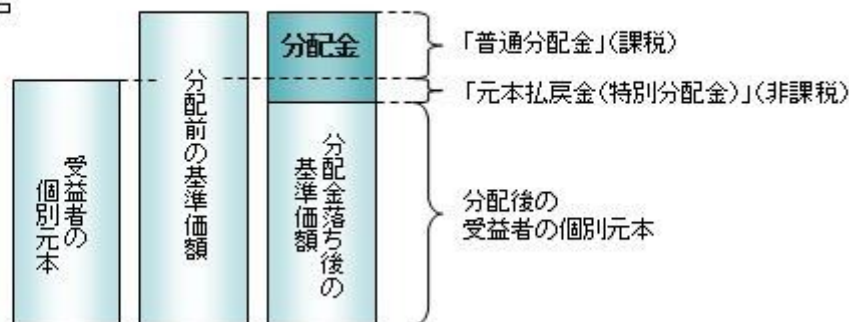 受益者の
個別元本
分配前の基準価額
分配金
分配金落ち後の
基準価額
「普通分配金」(課税)
「元本払戻金(特別分配金)」(非課税)
分配後の
受益者の個別元本